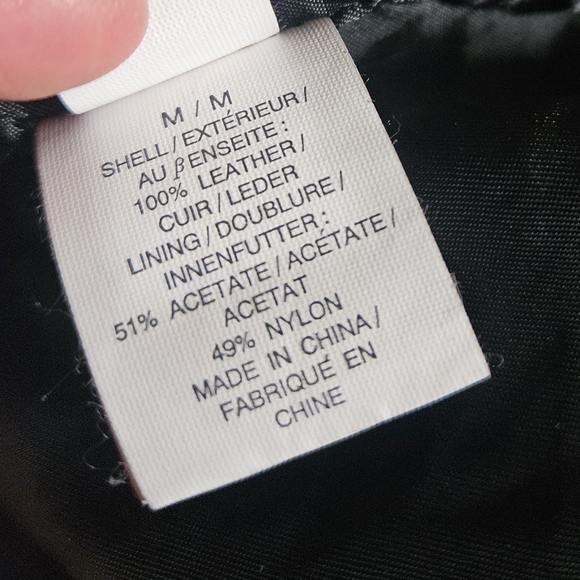 M / M
SHELL / EXTÉRIEUR /
AU βENSEITE :
100% LEATHER /
CUIR / LEDER
LINING / DOUBLURE /
INNENFUTTER :
51% ACETATE / ACÉTATE /
ACETAT
49% NYLON
MADE IN CHINA /
FABRIQUÉ EN
CHINE